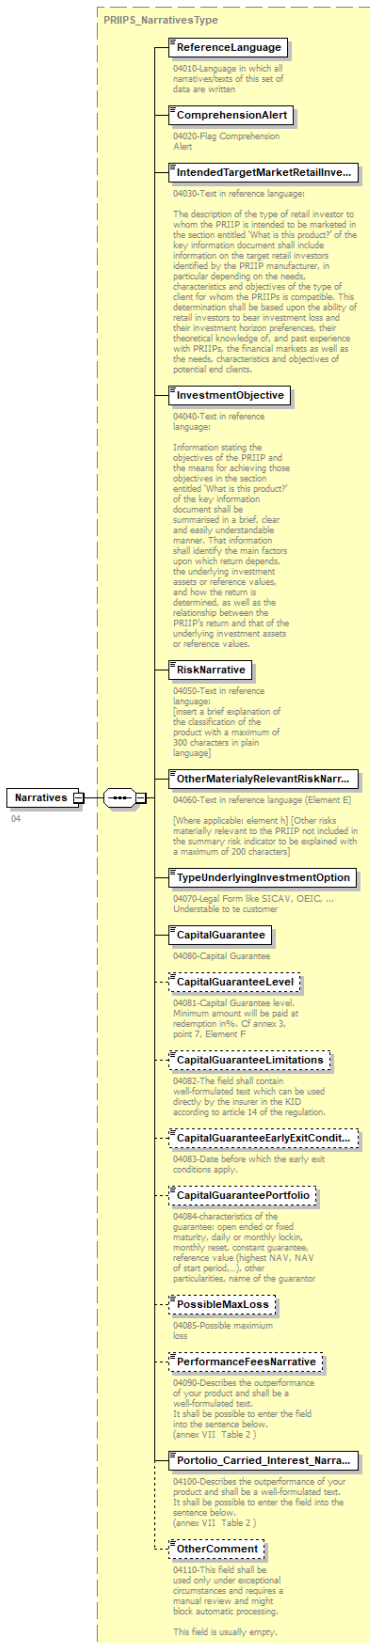 PRIIPS_NarrativesType
ReferenceLanguage
04010-Language in which all
narratives/texts of this set of
data are written
ComprehensionAlert
04020-Flag Comprehension
Alert
IntendedTargetMarketRetailInve...
04030-Text in reference language:
The description of the type of retail investor to
whom the PRIIP is intended to be marketed in
the section entitled 'What is this product?' of the
key information document shall include
information on the target retail investors
identified by the PRIIP manufacturer, in
particular depending on the needs,
characteristics and objectives of the type of
client for whom the PRIIPs is compatible. This
determination shall be based upon the ability of
retail investors to bear investment loss and
their investment horizon preferences, their
theoretical knowledge of, and past experience
with PRIIPs, the financial markets as well as
the needs, characteristics and objectives of
potential end clients.
InvestmentObjective
04040-Text in reference
language:
Information stating the
objectives of the PRIIP and
the means for achieving those
objectives in the section
entitled 'What is this product?'
of the key information
document shall be
summarised in a brief, clear
and easily understandable
manner. That information
shall identify the main factors
upon which return depends,
the underlying investment
assets or reference values,
and how the return is
determined, as well as the
relationship between the
PRIIP's return and that of the
underlying investment assets
or reference values.
RiskNarrative
04050-Text in reference
language:
[insert a brief explanation of
the classification of the
product with a maximum of
300 characters in plain
language]
OtherMaterialyRelevantRiskNarr...
04060-Text in reference language (Element E)
[Where applicable: element h] [Other risks
materially relevant to the PRIIP not included in
the summary risk indicator to be explained with
a maximum of 200 characters]
Narratives
04
TypeUnderlyingInvestmentOption
04070-Legal Form like SICAV, OEIC, ...
Understable to te customer
CapitalGuarantee
04080-Capital Guarantee
CapitalGuaranteeLevel
04081-Capital Guarantee level.
Minimum amount will be paid at
redemption in%. Cf annex 3,
point 7, Element F
CapitalGuaranteeLimitations
04082-The field shall contain
well-formulated text which can be used
directly by the insurer in the KID
according to article 14 of the regulation.
CapitalGuaranteeEarlyExitCondit...
04083-Date before which the early exit
conditions apply.
CapitalGuaranteePortfolio
04084-characteristics of the
guarantee: open ended or fixed
maturity, daily or monthly lockin,
monthly reset, constant guarantee,
reference value (highest NAV, NAV
of start period,...), other
particularities, name of the guarantor
PossibleMaxLoss
04085-Possible maximium
loss
PerformanceFeesNarrative
04090-Describes the outperformance
of your product and shall be a
well-formulated text.
It shall be possible to enter the field
into the sentence below.
(annex VII Table 2 )
Portolio_Carried_Interest_Narra...
04100-Describes the outperformance of your
product and shall be a well-formulated text.
It shall be possible to enter the field into the
sentence below.
(annex VII Table 2 )
OtherComment
04110-This field shall be
used only under exceptional
circumstances and requires a
manual review and might
block automatic processing.
This field is usually empty.